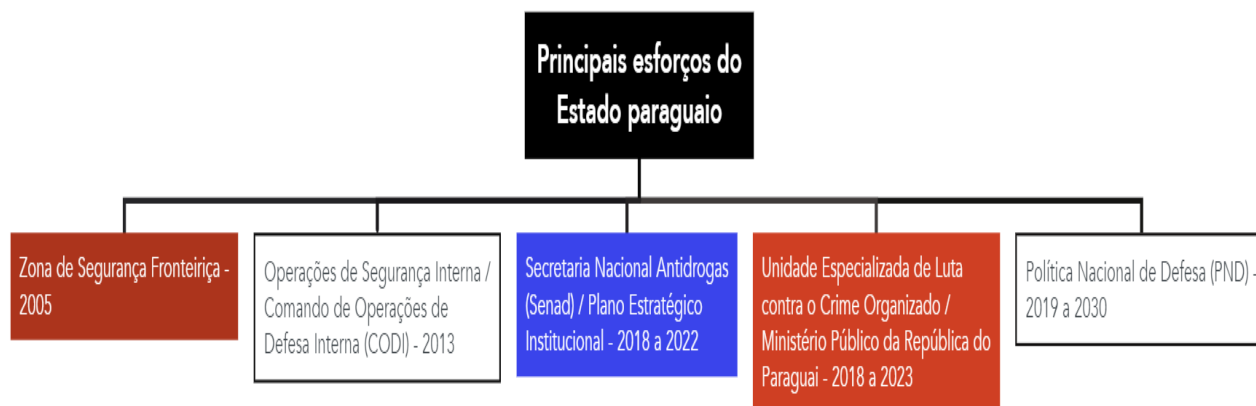 Principais esforços do
Estado paraguaio
Zona de Segurança Fronteiriça -
2005
Operações de Segurança Interna /
Comando de Operações de
Defesa Interna (CODI) - 2013
Secretaria Nacional Antidrogas
(Senad) / Plano Estratégico
Institucional - 2018 a 2022
Unidade Especializada de Luta
contra o Crime Organizado /
Ministério Público da República do
Paraguai - 2018 a 2023
Política Nacional de Defesa (PND) -
2019 a 2030